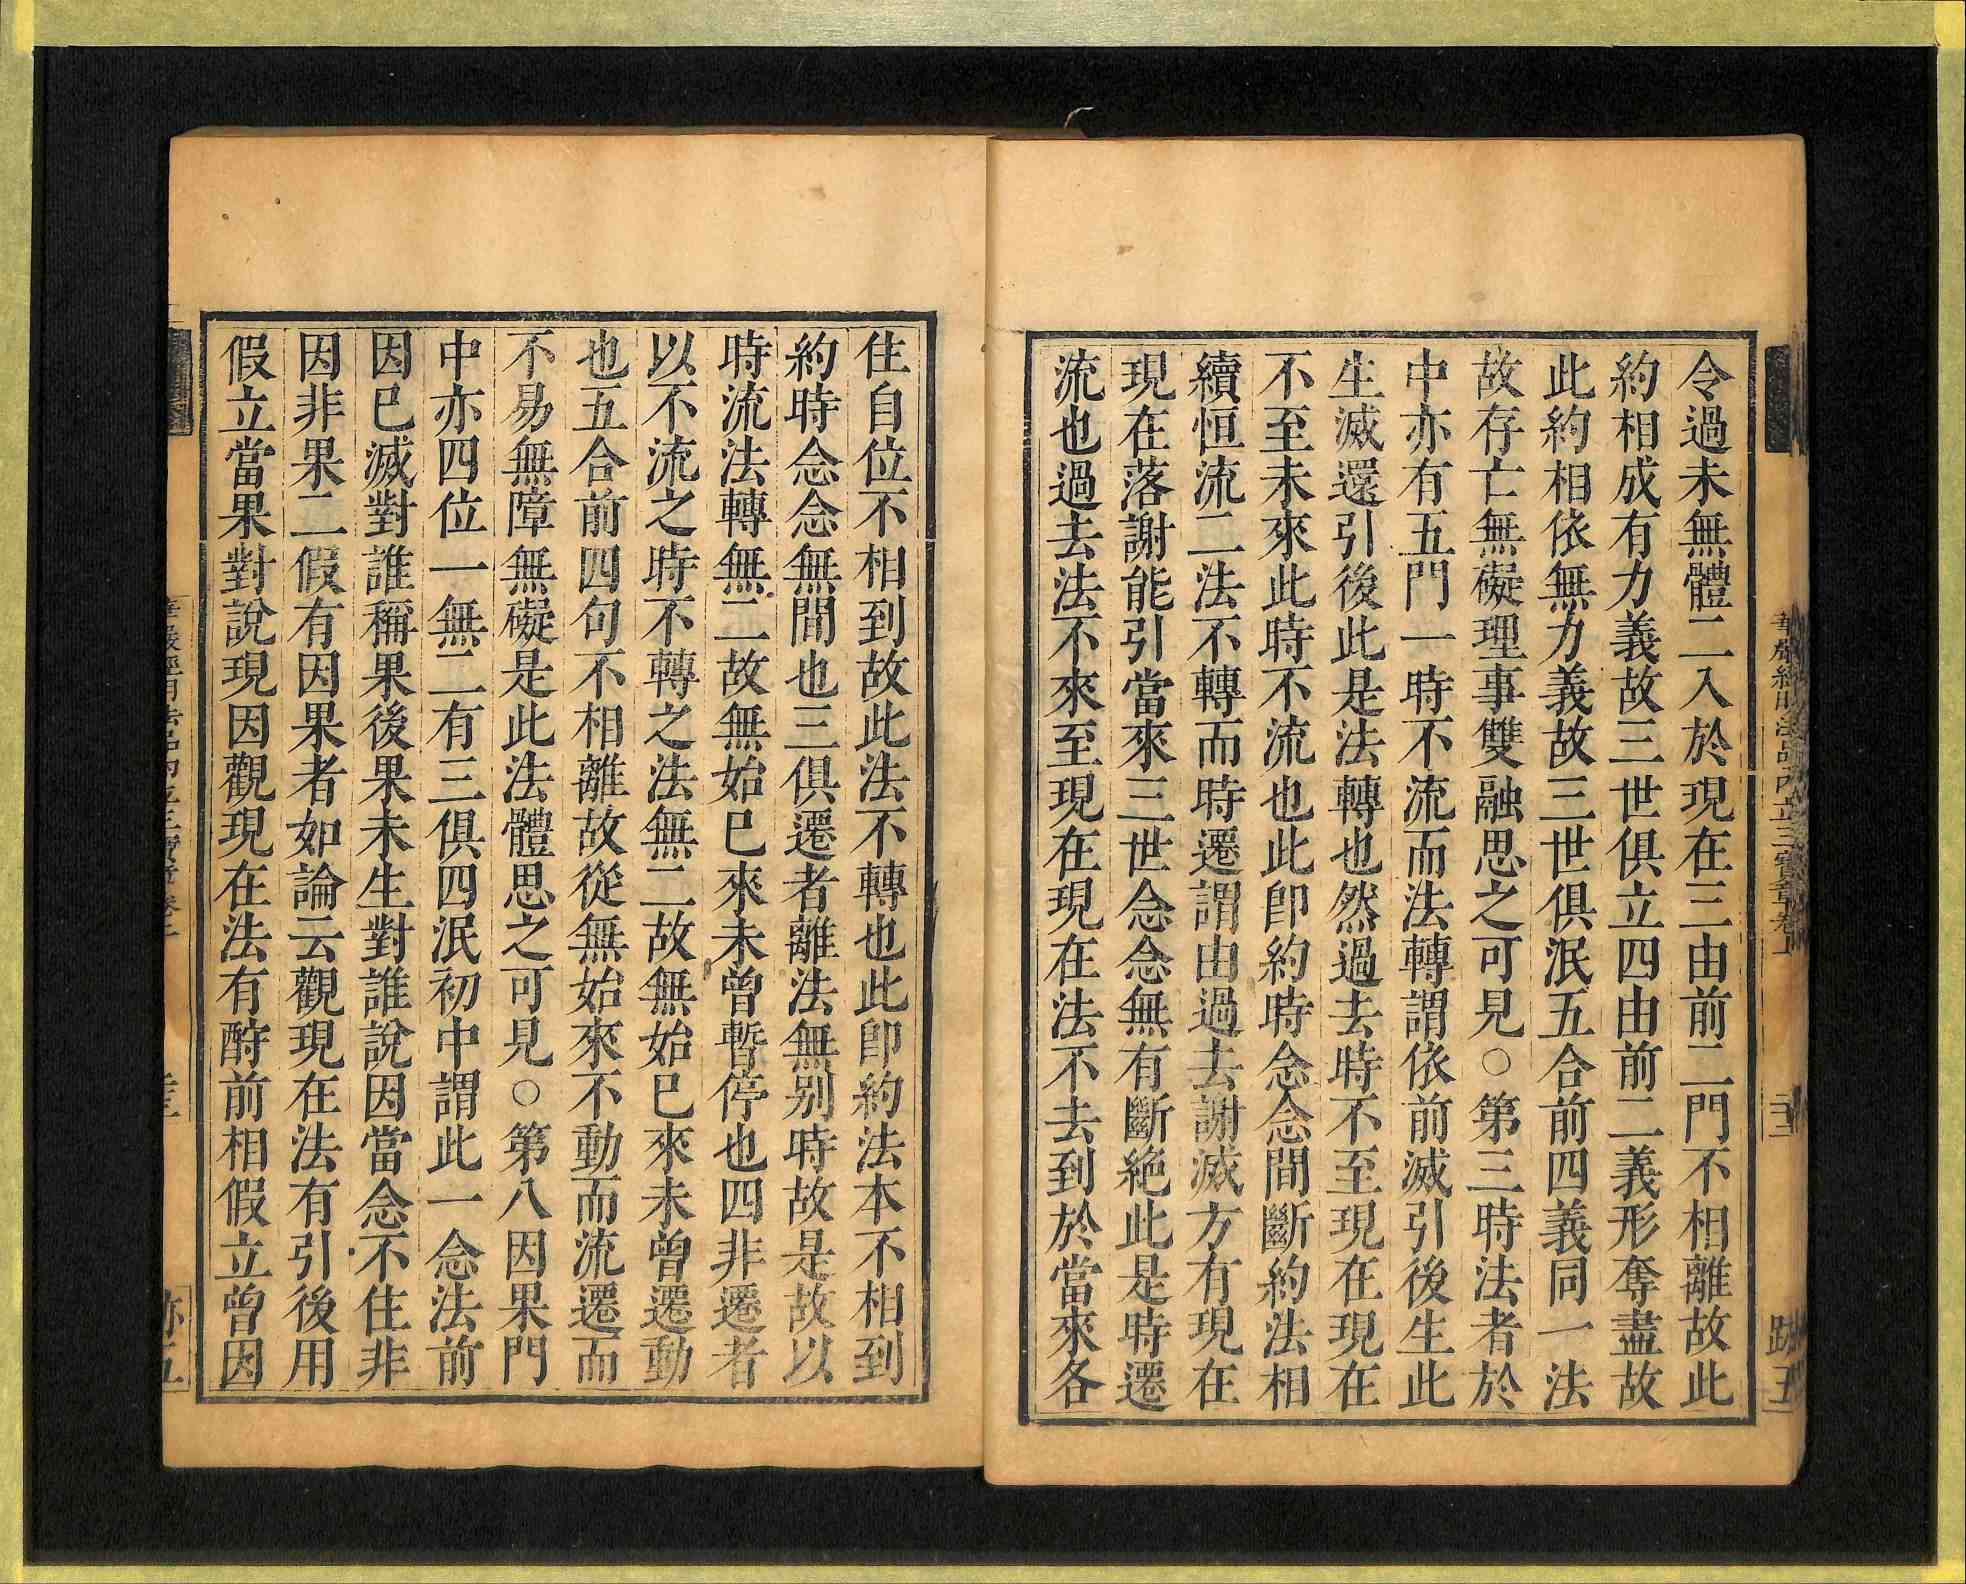 令過未無體二入於現在三由前二門不相離故此
約相成有力義故三世俱立四由前二義形奪盡故
此約相依無力義故三世俱泯五合前四義同一法
故存亡無礙理事雙融思之可見○第三時法者於
中亦有五門一時不流而法轉謂依前滅引後生此
生滅還引後此是法轉也然過去時不至現在現在
不至未來此時不流也此卽約時念念間斷約法相
續恒流二法不轉而時遷謂由過去謝滅方有現在
現在落謝能引當來三世念念無有斷絶此是時遷
流也過去法不來至現在現在法不去到於當來各
華嚴經明法品內立三寶章卷上
跡五
住自位不相到故此法不轉也此卽約法本不相到
約時念念無間也三俱遷者離法無别時故是故以
時流法轉無二故無始已來未曾暫停也四非遷者
以不流之時不轉之法無二故無始已來未曾遷動
也五合前四句不相離故從無始來不動而流遷而
不易無障無礙是此法體思之可見○第八因果門
中亦四位一無二有三俱四泯初中謂此一念法前
因已滅對誰稱果後果未生對誰說因當念不住非
因非果二假有因果者如論云觀現在法有引後用
假立當果對說現因觀現在法有酧前相假立曾因